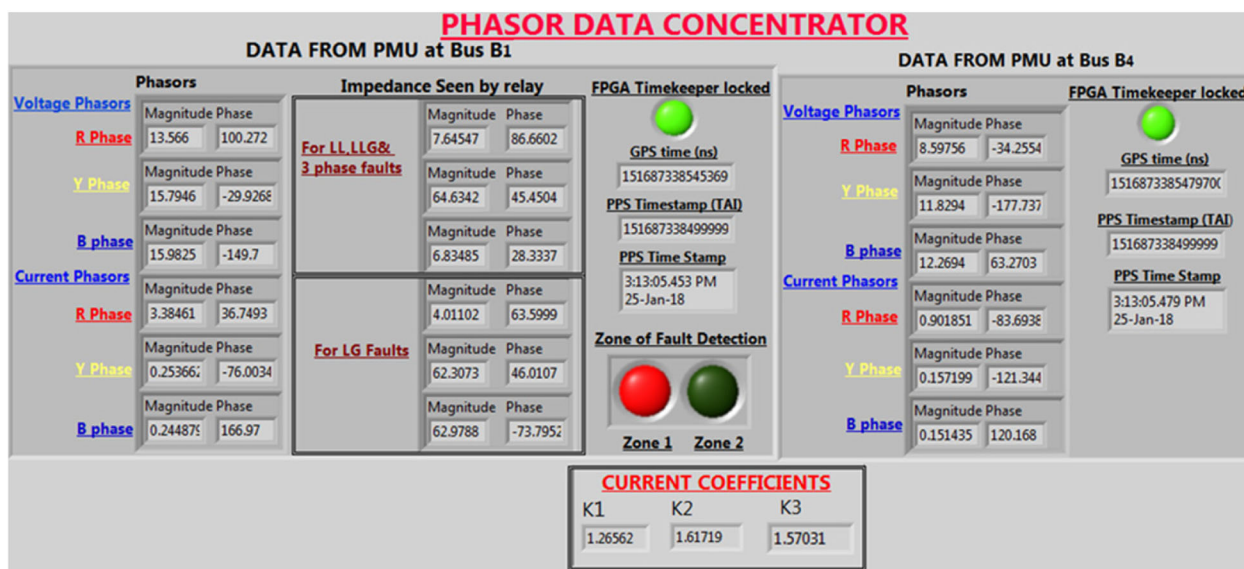 PHASOR DATA CONCENTRATOR
DATA FROM PMU at Bus B1
Phasors
Voltage Phasors
R Phase
Magnitude Phase
13.566 100.272
Y Phase
Magnitude Phase
15.7946 -29.9268
B phase
Magnitude Phase
15.9825 -149.7
Current Phasors
R Phase
Magnitude Phase
3.38461 36.7493
Y Phase
Magnitude Phase
0.253662 -76.0034
B phase
Magnitude Phase
0.244879 166.97
Impedance Seen by relay
For LL,LLG&
3 phase faults
Magnitude Phase
7.64547 86.6602
Magnitude Phase
64.6342 45.4504
Magnitude Phase
6.83485 28.3337
For LG Faults
Magnitude Phase
4.01102 63.5999
Magnitude Phase
62.3073 46.0107
Magnitude Phase
62.9788 -73.7952
FPGA Timekeeper locked
GPS time (ns)
151687338545369
PPS Timestamp (TAI)
151687338499999
PPS Time Stamp
3:13:05.453 PM
25-Jan-18
Zone of Fault Detection
Zone 1 Zone 2
DATA FROM PMU at Bus B4
Phasors
Voltage Phasors
R Phase
Magnitude Phase
8.59756 -34.2554
Y Phase
Magnitude Phase
11.8294 -177.737
B phase
Magnitude Phase
12.2694 63.2703
Current Phasors
R Phase
Magnitude Phase
0.901851 -83.6938
Y Phase
Magnitude Phase
0.157199 -121.344
B phase
Magnitude Phase
0.151435 120.168
FPGA Timekeeper locked
GPS time (ns)
151687338547970
PPS Timestamp (TAI)
151687338499999
PPS Time Stamp
3:13:05.479 PM
25-Jan-18
CURRENT COEFFICIENTS
K1 K2 K3
1.26562 1.61719 1.57031